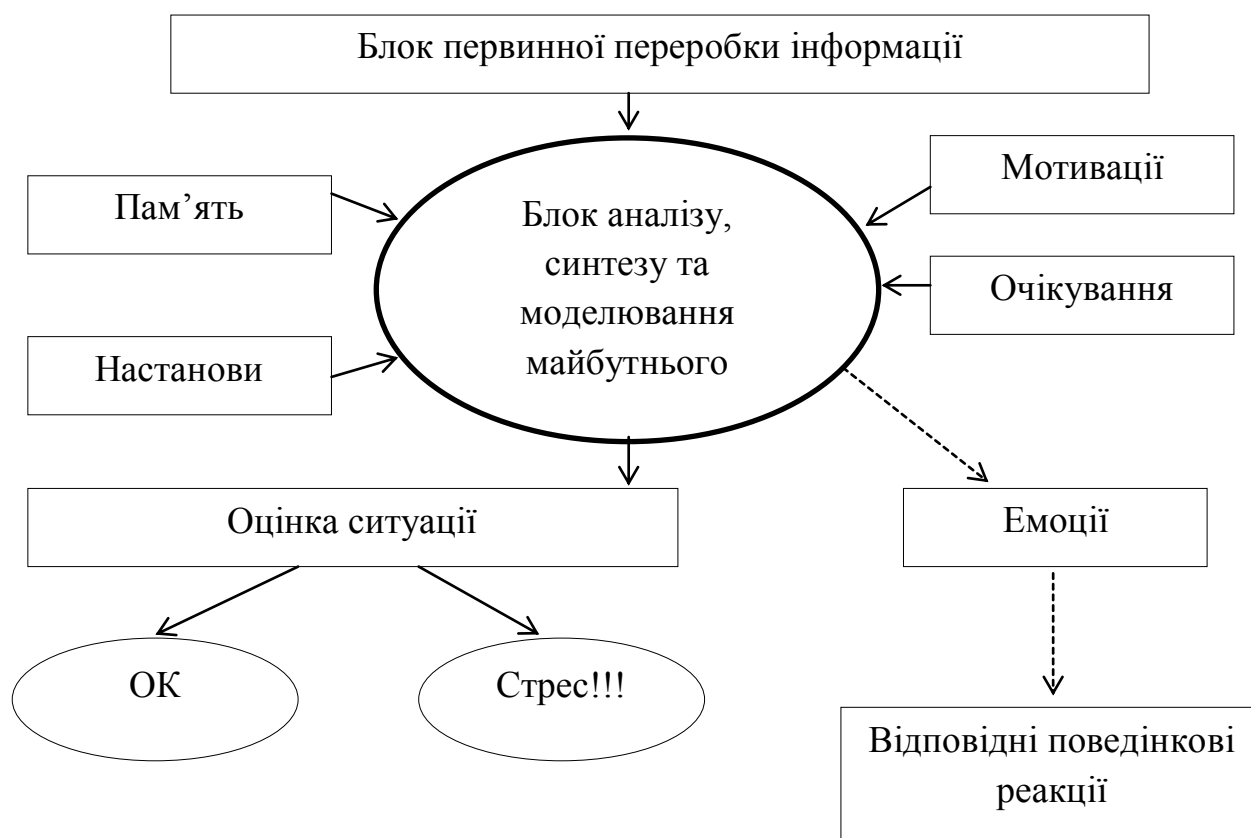 Блок первинної переробки інформації
Мотивації
Пам’ять
Блок аналізу,
синтезу та
моделювання
майбутнього
Очікування
Настанови
Оцінка ситуації
Емоції
ОК
Стрес!!!
Відповідні поведінкові
реакції